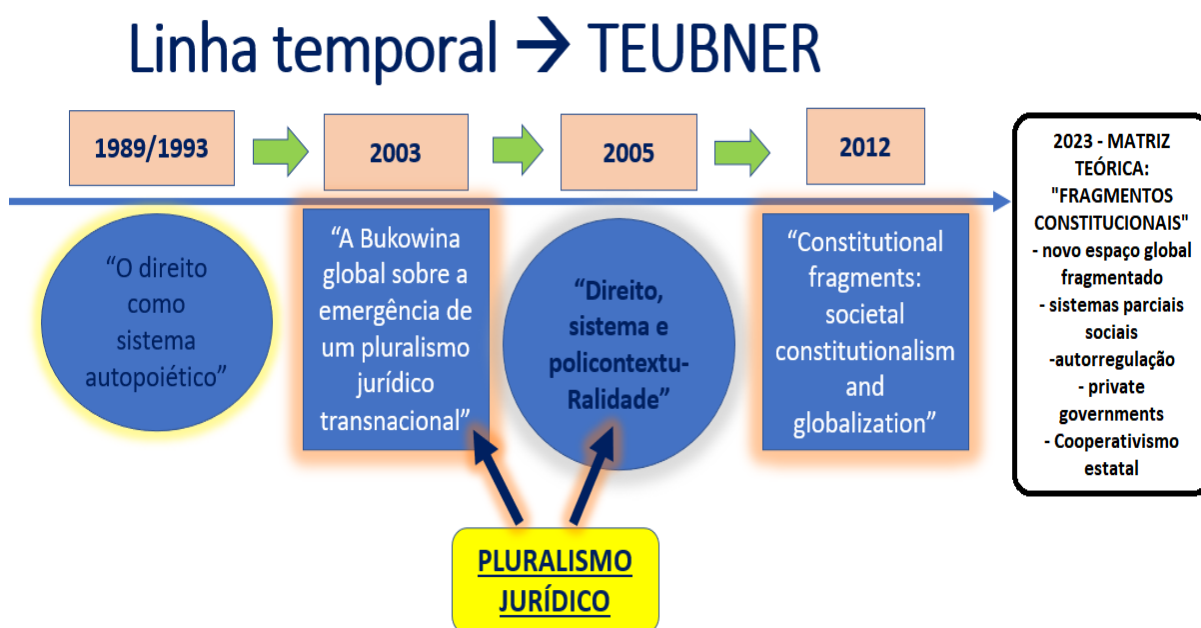 Linha temporal → TEUBNER
1989/1993
2003
2005
2012
“O direito
como
sistema
autopoiético”
“A Bukowina
global sobre a
emergência de
um pluralismo
jurídico
transnacional”
“Direito,
sistema e
policontextu-
Ralidade”
“Constitutional
fragments:
societal
constitutionalism
and
globalization”
2023 - MATRIZ
TEÓRICA:
"FRAGMENTOS
CONSTITUCIONAIS"
- novo espaço global
fragmentado
- sistemas parciais
sociais
-autorregulação
- private
governments
- Cooperativismo
estatal
PLURALISMO
JURÍDICO